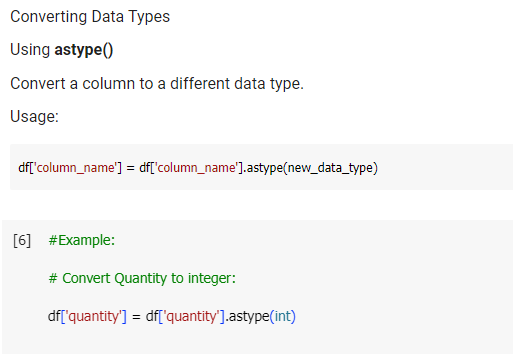 Converting Data Types
Using astype()
Convert a column to a different data type.
Usage:
df['column_name'] = df['column_name'].astype(new_data_type)
[6] #Example:
# Convert Quantity to integer:
df['quantity'] = df['quantity'].astype(int)